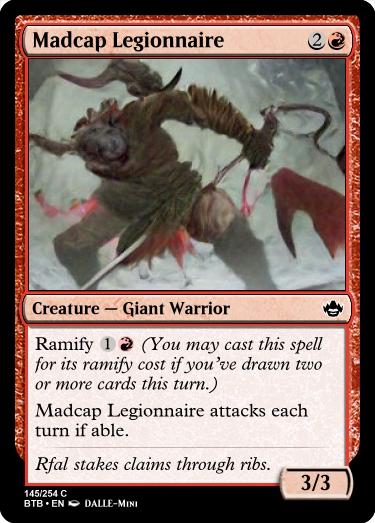 Madcap Legionnaire 2
Ramify 1 (You may cast this spell
for its ramify cost if you've drawn two
or more cards this turn.)
Madcap Legionnaire attacks each
turn if able.
Rfal stakes claims through ribs.
Creature — Giant Warrior
3/3
145/254 C
BTB • EN DALLE-Mini